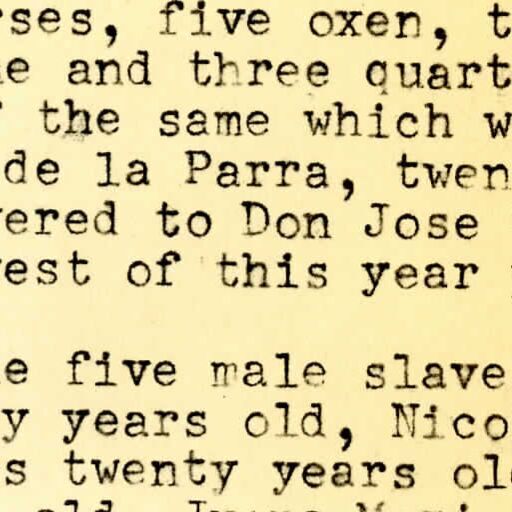 rses, five oxen, t
e and three quart
the same which w
de la Parra, twen
ered to Don Jose
est of this year
e five male slave
y years old, Nico
s twenty years ol
old,